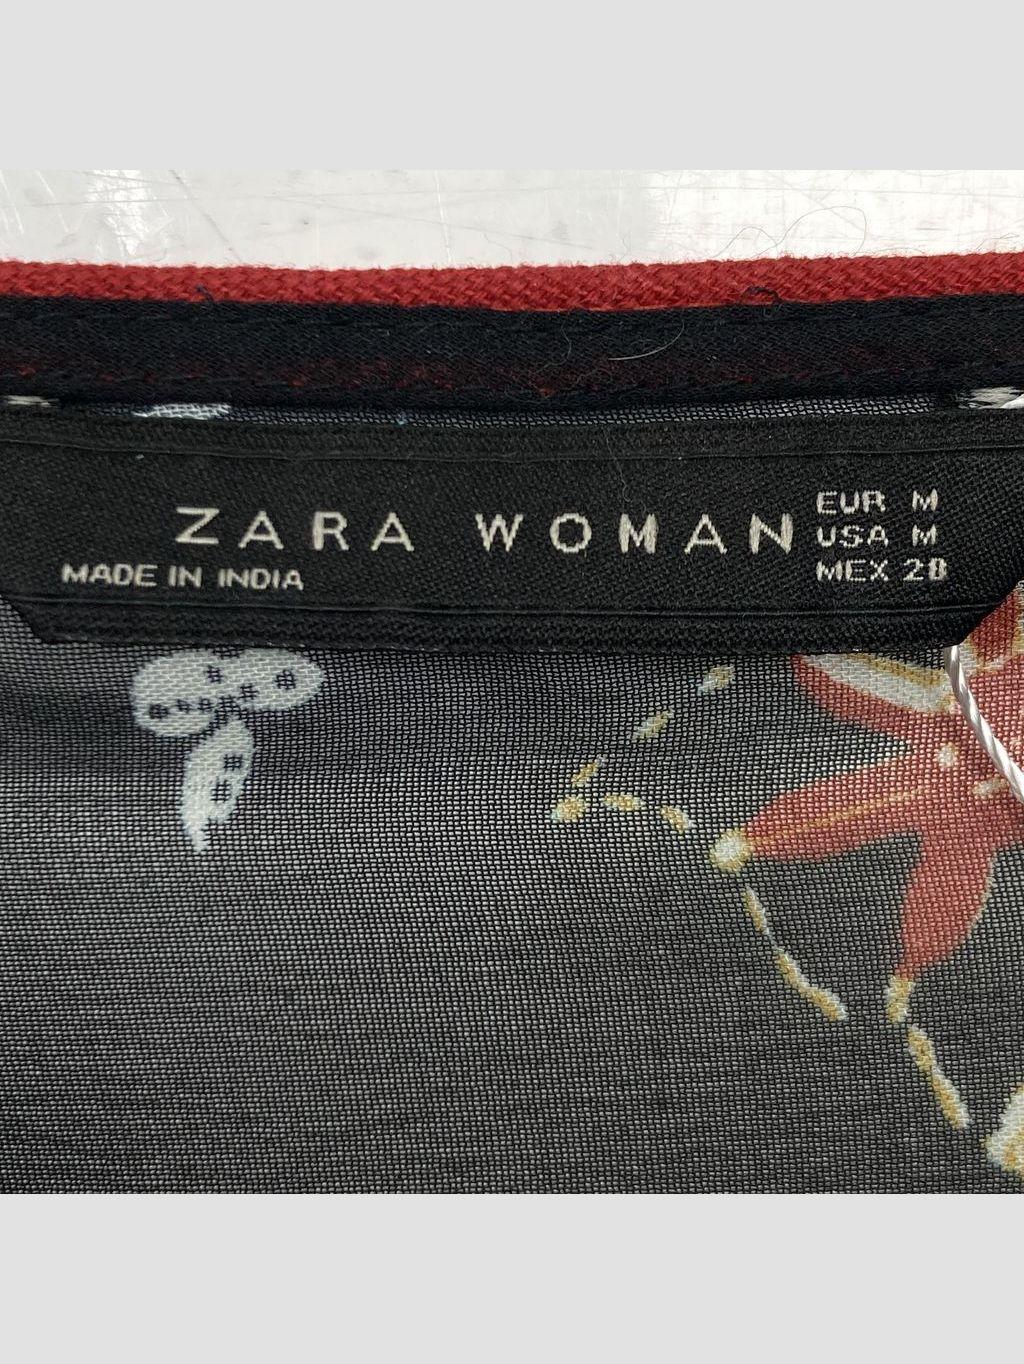 ZARA WOMAN
MADE IN INDIA
EUR M
USA M
MEX 28